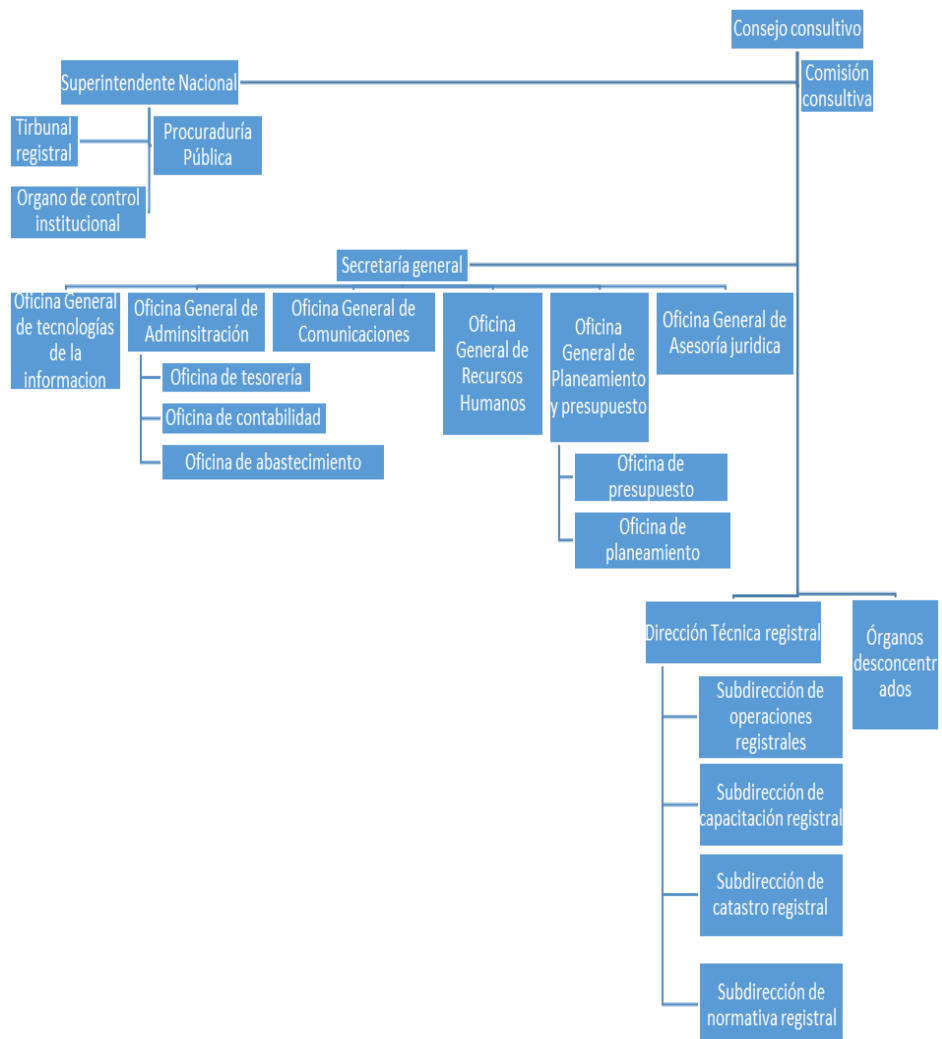 Consejo consultivo
Superintendente Nacional
Comisión
consultiva
Tirbunal
registral
Procuraduría
Pública
Organo de control
institucional
Secretaría general
Oficina General
de tecnologías
de la
informacion
Oficina General de
Adminsitración
Oficina General de
Comunicaciones
Oficina
General de
Recursos
Humanos
Oficina
General de
Planeamiento
y presupuesto
Oficina General de
Asesoría juridica
Oficina de tesorería
Oficina de contabilidad
Oficina de abastecimiento
Oficina de
presupuesto
Oficina de
planeamiento
Dirección Técnica registral
Órganos
desconcentr
ados
Subdirección de
operaciones
registrales
Subdirección de
capacitación registral
Subdirección de
catastro registral
Subdirección de
normativa registral